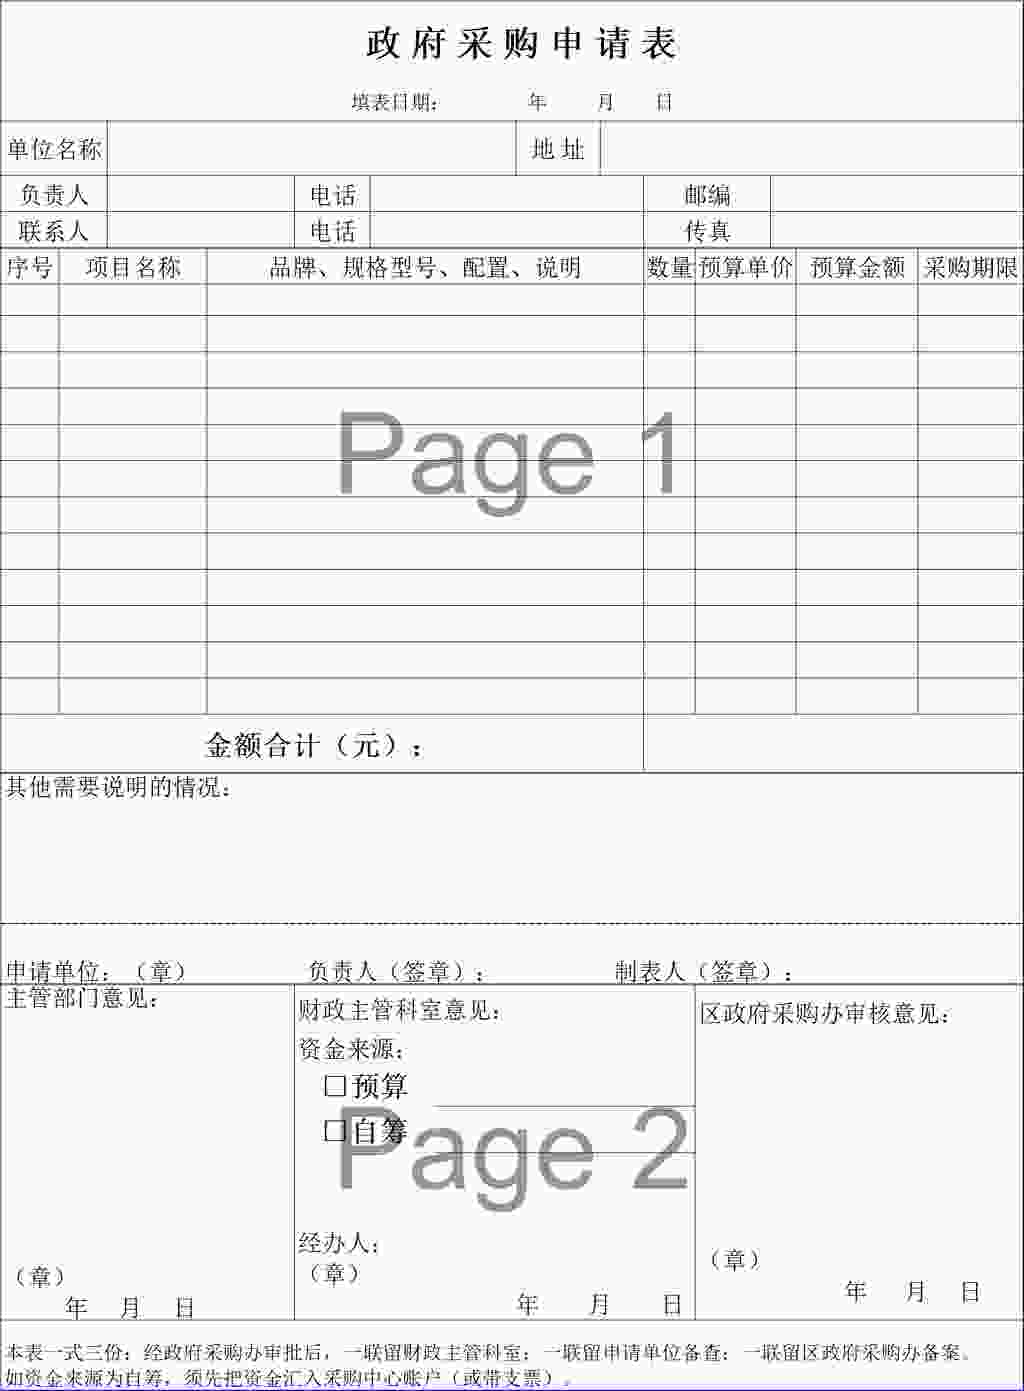 政府采购申请表
填表日期： 年 月 日
单位名称 地址
负责人 电话 邮编
联系人 电话 传真
序号 项目名称 品牌、规格型号、配置、说明 数量 预算单价 预算金额 采购期限
Page 1
金额合计（元）：
其他需要说明的情况：
申请单位：（章） 负责人（签章）： 制表人（签章）：
主管部门意见：
（章）
年 月 日
财政主管科室意见：
资金来源：
□预算
□自筹
Page 2
经办人：
（章）
年 月 日
区政府采购办审核意见：
（章）
年 月 日
本表一式三份：经政府采购办审批后，一联留财政主管科室；一联留申请单位备查；一联留区政府采购办备案。
如资金来源为自筹，须先把资金汇入采购中心账户（或带支票）。